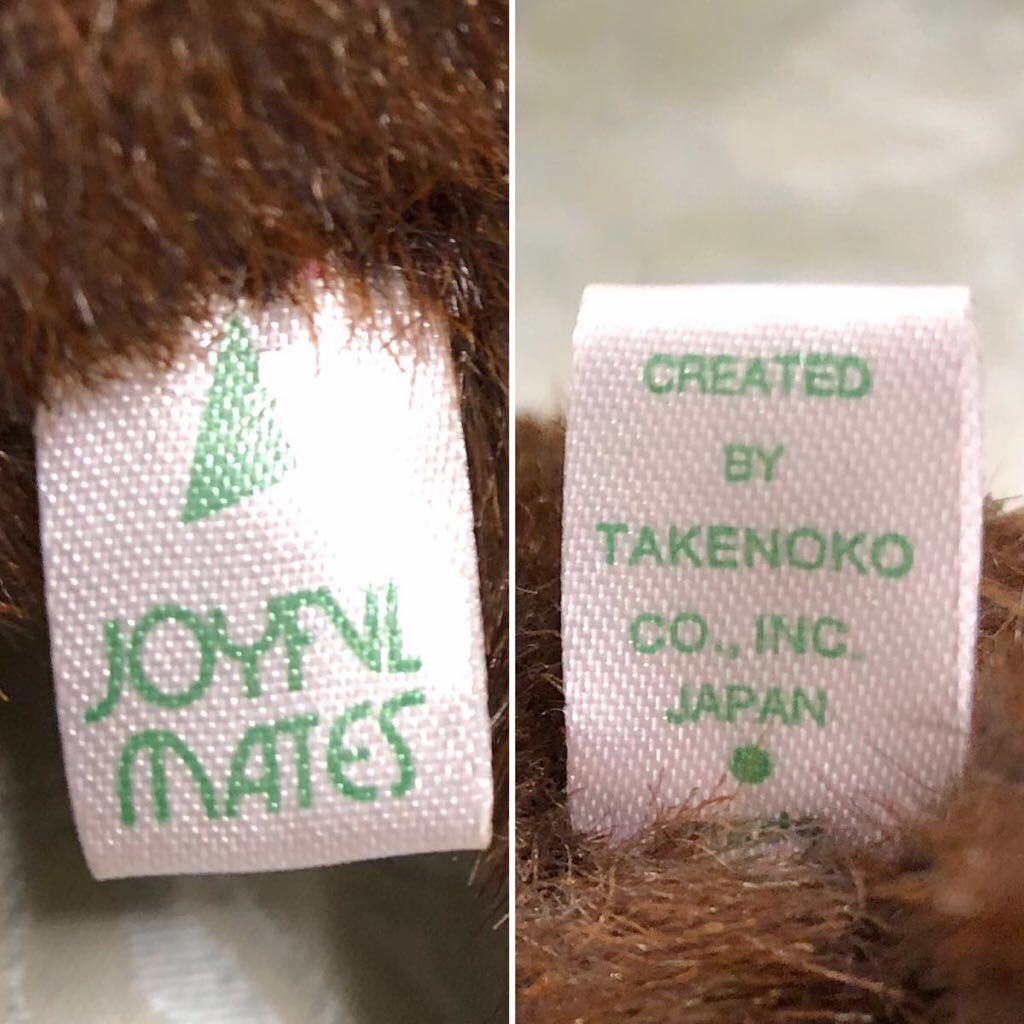 JOYFUL
MATES
CREATED
BY
TAKENOKO
CO., INC.
JAPAN